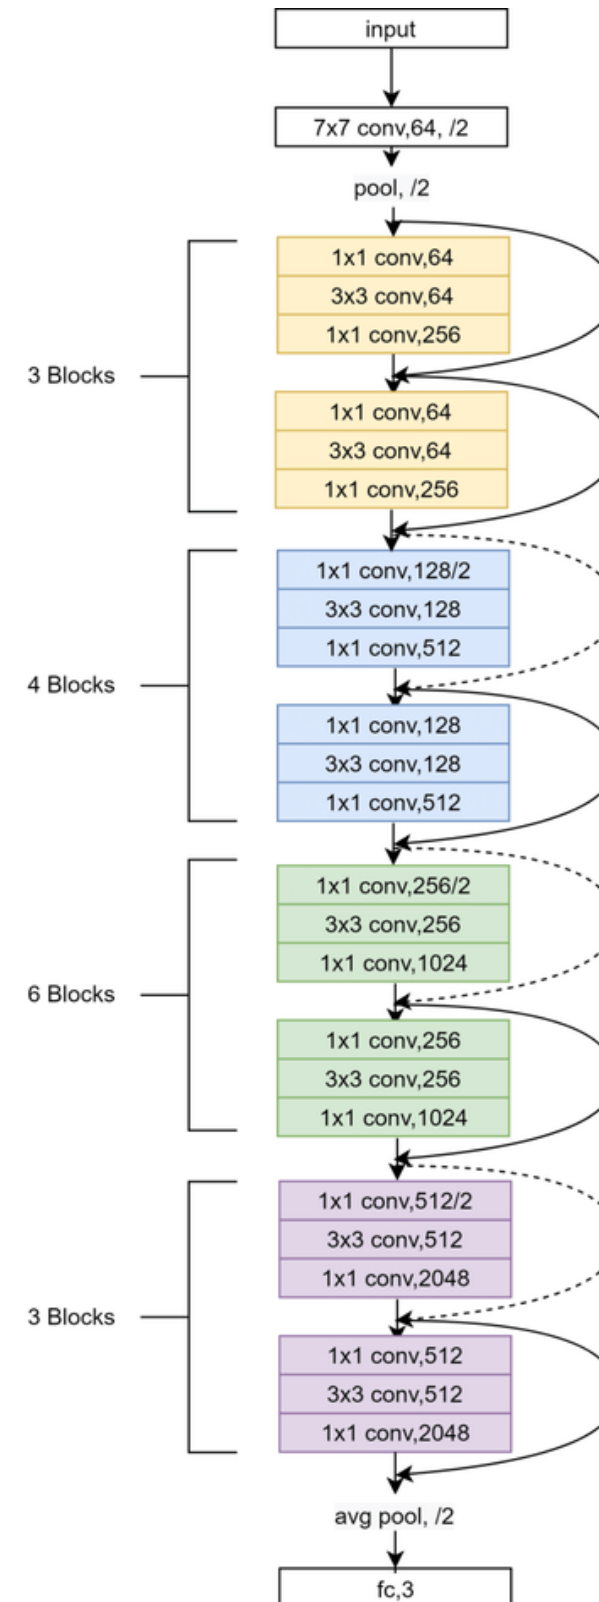 input
7x7 conv,64, /2
pool, /2
1x1 conv,64
3x3 conv,64
1x1 conv,256
3 Blocks
1x1 conv,64
3x3 conv,64
1x1 conv,256
1x1 conv,128/2
3x3 conv,128
1x1 conv,512
4 Blocks
1x1 conv,128
3x3 conv,128
1x1 conv,512
1x1 conv,256/2
3x3 conv,256
1x1 conv,1024
6 Blocks
1x1 conv,256
3x3 conv,256
1x1 conv,1024
1x1 conv,512/2
3x3 conv,512
1x1 conv,2048
3 Blocks
1x1 conv,512
3x3 conv,512
1x1 conv,2048
avg pool, /2
fc,3